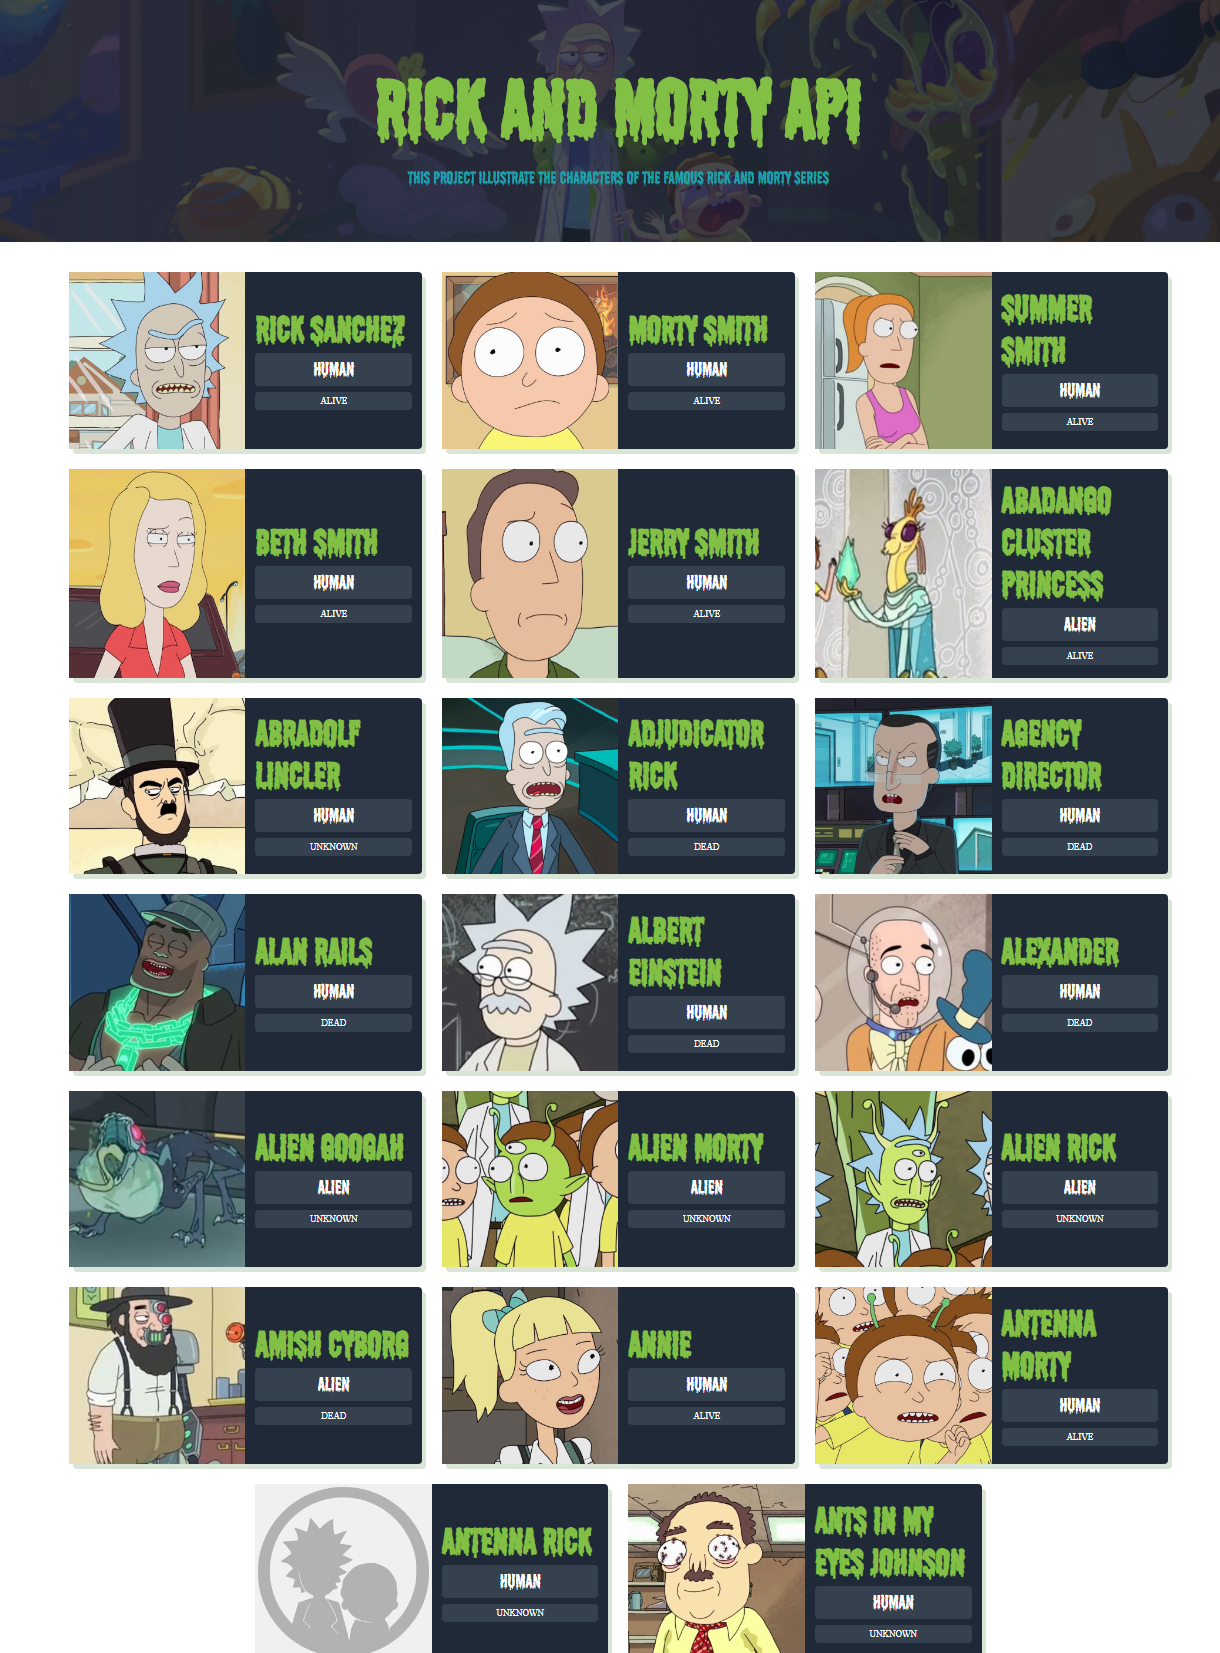 RICK AND MORTY API
THIS PROJECT ILLUSTRATE THE CHARACTERS OF THE FAMOUS RICK AND MORTY SERIES
RICK SANCHEZ
HUMAN
ALIVE
MORTY SMITH
HUMAN
ALIVE
SUMMER
SMITH
HUMAN
ALIVE
BETH SMITH
HUMAN
ALIVE
JERRY SMITH
HUMAN
ALIVE
ABADANGO
CLUSTER
PRINCESS
ALIEN
ALIVE
ABRADOLF
LINCLER
HUMAN
UNKNOWN
ADJUDICATOR
RICK
HUMAN
DEAD
AGENCY
DIRECTOR
HUMAN
DEAD
ALAN RAILS
HUMAN
DEAD
ALBERT
EINSTEIN
HUMAN
DEAD
ALEXANDER
HUMAN
DEAD
ALIEN GOOGAH
ALIEN
UNKNOWN
ALIEN MORTY
ALIEN
UNKNOWN
ALIEN RICK
ALIEN
UNKNOWN
AMISH CYBORG
ALIEN
DEAD
ANNIE
HUMAN
ALIVE
ANTENNA
MORTY
HUMAN
ALIVE
ANTENNA RICK
HUMAN
UNKNOWN
ANTS IN MY
EYES JOHNSON
HUMAN
UNKNOWN